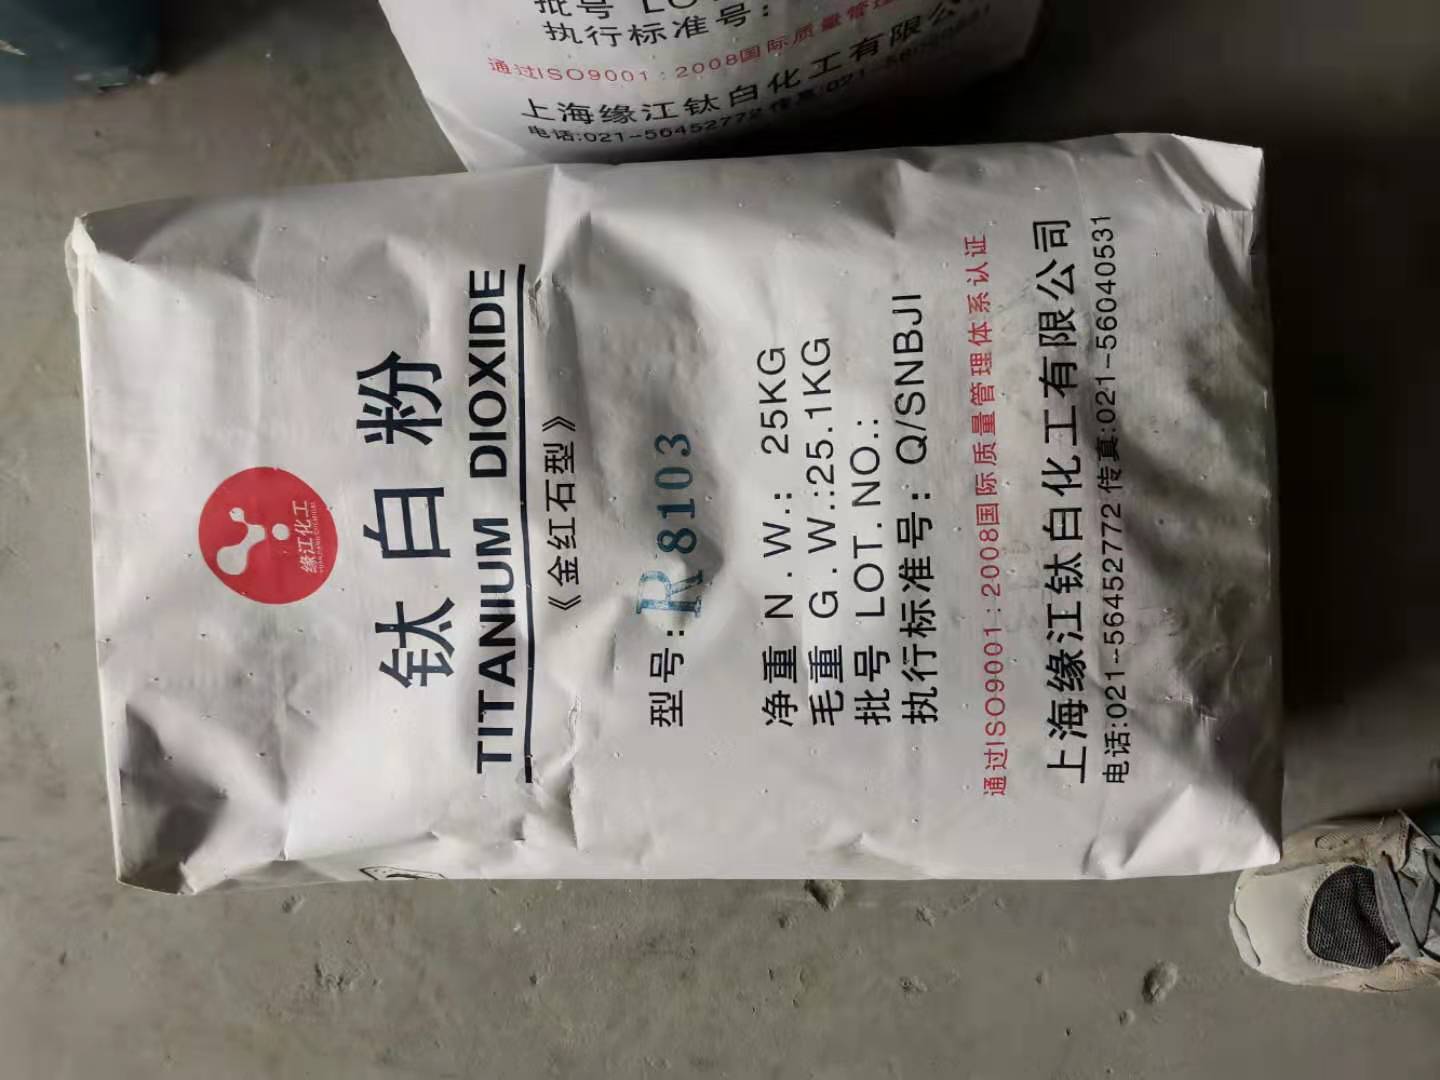 批号 LOT
执行标准号：
通过ISO9001：2008国际质量管理
上海缘江钛白化工有限公
电话:021-56452772 传真:021-56040531
缘江化工
钛白粉
TITANIUM DIOXIDE
《金红石型》
型号: R 8103
净重 N.W.: 25KG
毛重 G.W.:25.1KG
批号 LOT.NO.:
执行标准号：Q/SNBJI
通过ISO9001：2008国际质量管理体系认证
上海缘江钛白化工有限公司
电话:021-56452772 传真:021-56040531